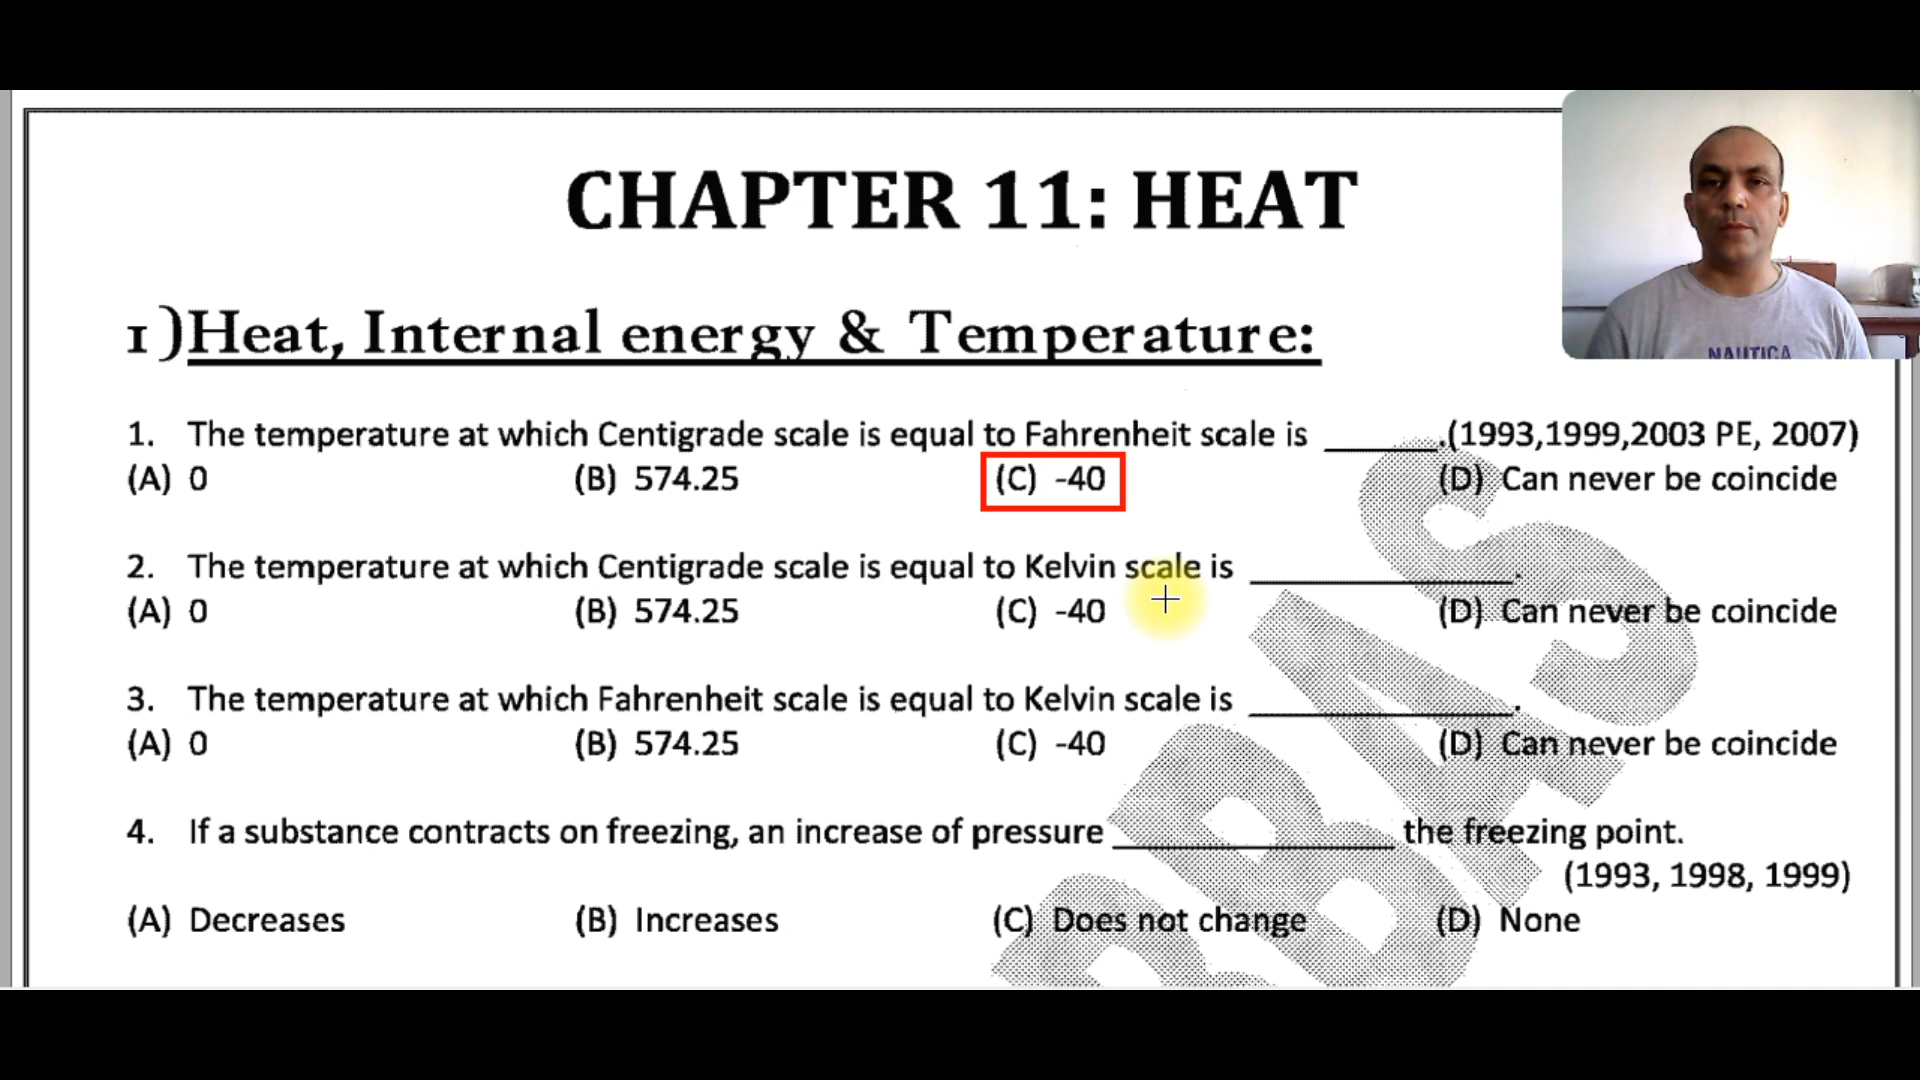 CHAPTER 11: HEAT
1)Heat, Internal energy & Temperature:
NAUTICA
1. The temperature at which Centigrade scale is equal to Fahrenheit scale is ______.(1993,1999,2003 PE, 2007)
(A) 0 (B) 574.25 (C) -40 (D) Can never be coincide
2. The temperature at which Centigrade scale is equal to Kelvin scale is ______________.
(A) 0 (B) 574.25 (C) -40 (D) Can never be coincide
3. The temperature at which Fahrenheit scale is equal to Kelvin scale is ______________.
(A) 0 (B) 574.25 (C) -40 (D) Can never be coincide
4. If a substance contracts on freezing, an increase of pressure _______________ the freezing point.
(1993, 1998, 1999)
(A) Decreases (B) Increases (C) Does not change (D) None